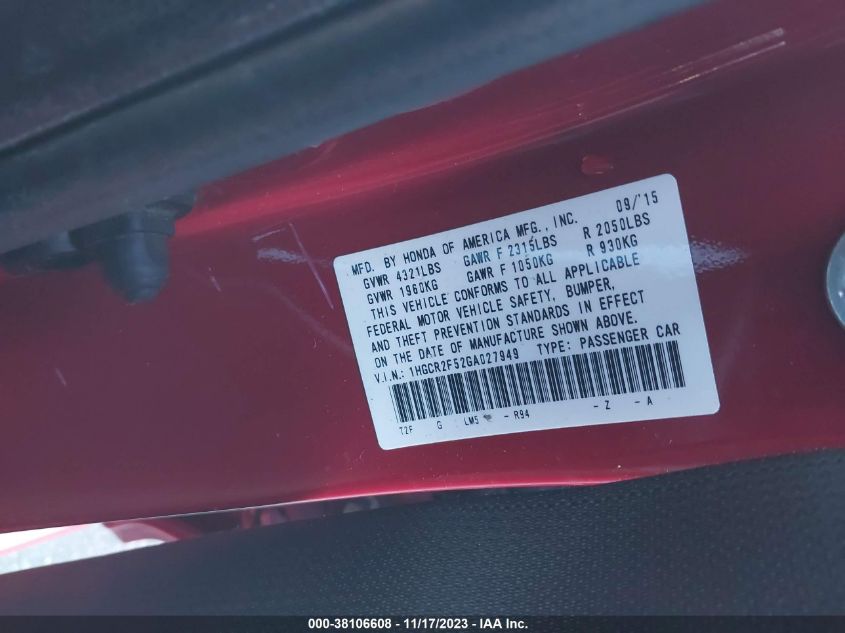 MFD. BY HONDA OF AMERICA MFG., INC. 09/'15
GVWR 4321LBS GAWR F 2315LBS R 2050LBS
GVWR 1960KG GAWR F 1050KG R 930KG
THIS VEHICLE CONFORMS TO ALL APPLICABLE
FEDERAL MOTOR VEHICLE SAFETY, BUMPER,
AND THEFT PREVENTION STANDARDS IN EFFECT
ON THE DATE OF MANUFACTURE SHOWN ABOVE.
V.I.N.: 1HGCR2F52GA027949 TYPE: PASSENGER CAR
T2F G LM5 - R94 - Z - A
000-38106608 - 11/17/2023 - IAA Inc.